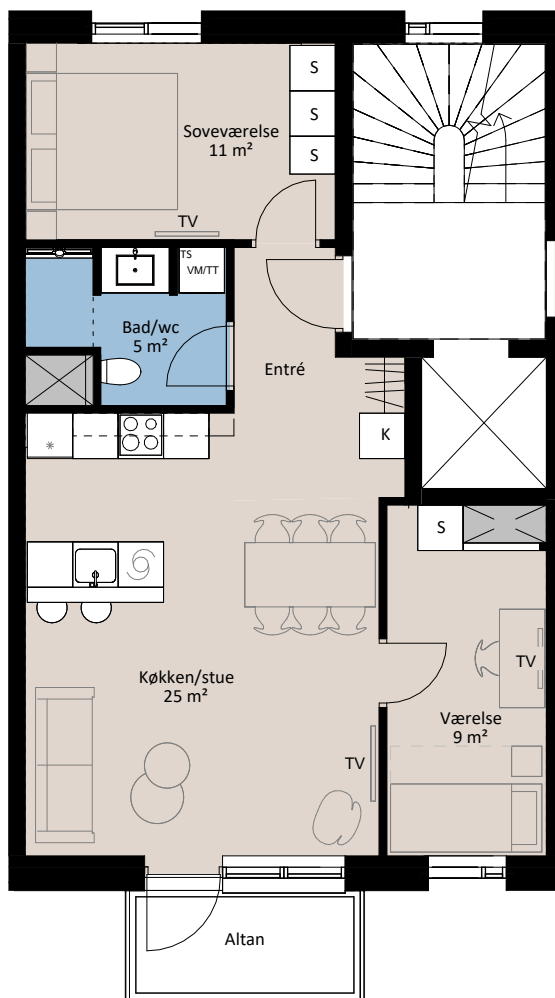 S
S
S
Soveværelse
11 m²
TV
TS
VM/TT
Bad/wc
5 m²
Entré
K
S
TV
Køkken/stue
25 m²
Værelse
9 m²
TV
Altan